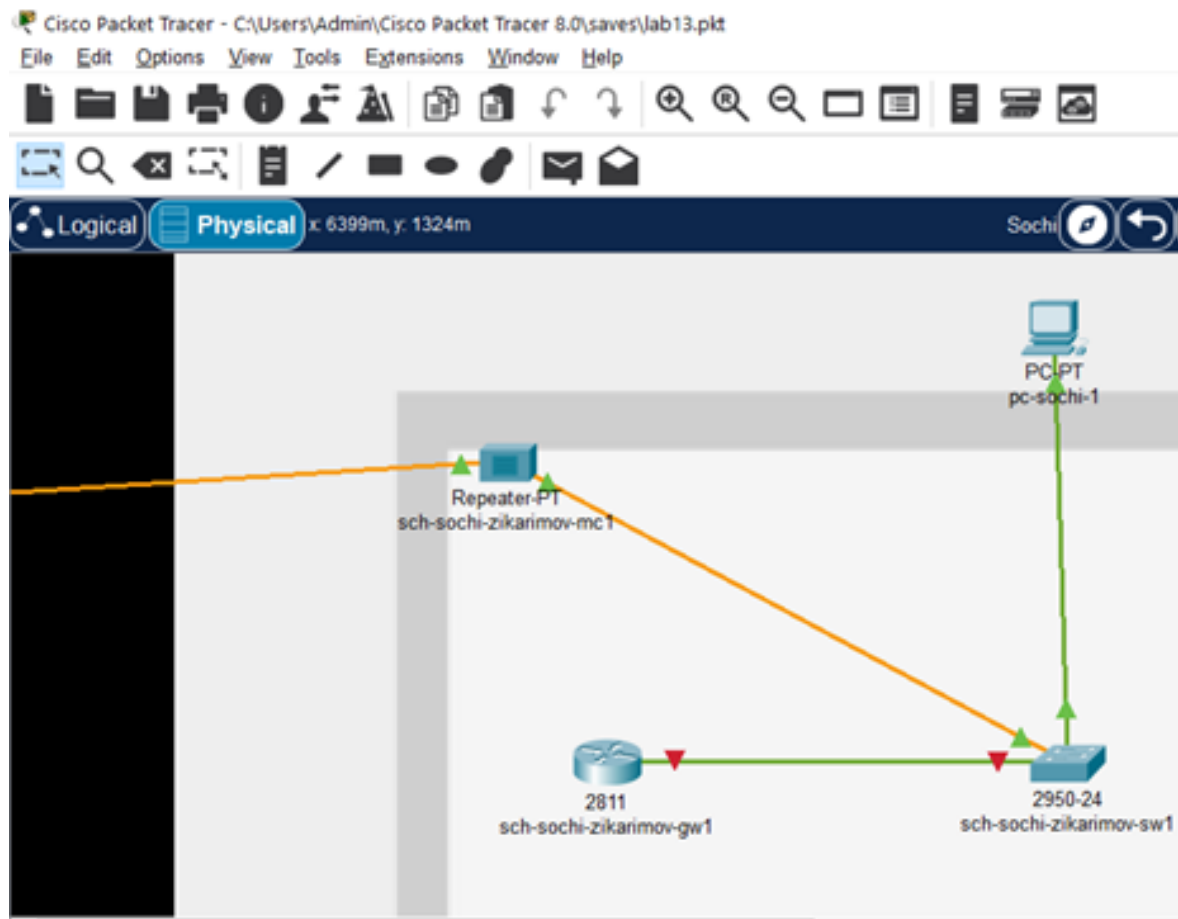 Cisco Packet Tracer - C:\Users\Admin\Cisco Packet Tracer 8.0\saves\lab13.pkt
File Edit Options View Tools Extensions Window Help
Logical Physical x: 6399m, y: 1324m Sochi
PC-PT
pc-sochi-1
Repeater-PT
sch-sochi-zikarimov-mc1
2811
sch-sochi-zikarimov-gw1
2950-24
sch-sochi-zikarimov-sw1